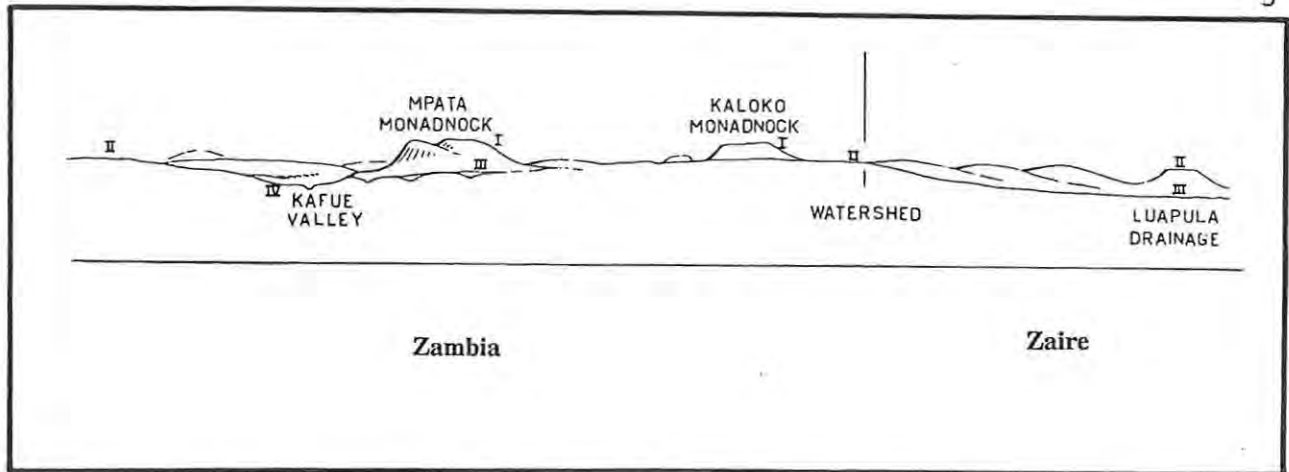 MPATA
MONADNOCK
I
KALOKO
MONADNOCK
I
II
III
II
II
IV
III
KAFUE
VALLEY
WATERSHED
LUAPULA
DRAINAGE
Zambia
Zaire